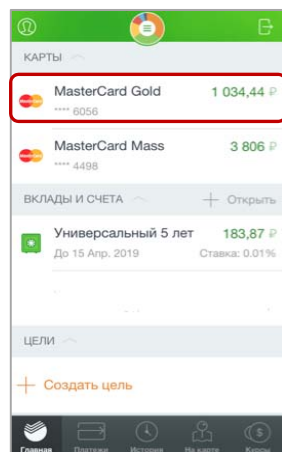 КАРТЫ
MasterCard Gold 1 034,44 ₽
**** 6056
MasterCard Mass 3 806 ₽
**** 4498
ВКЛАДЫ И СЧЕТА + Открыть
Универсальный 5 лет 183,87 ₽
До 15 Апр. 2019 Ставка: 0.01%
ЦЕЛИ
+ Создать цель
Главная Платежи История На карте Курсы